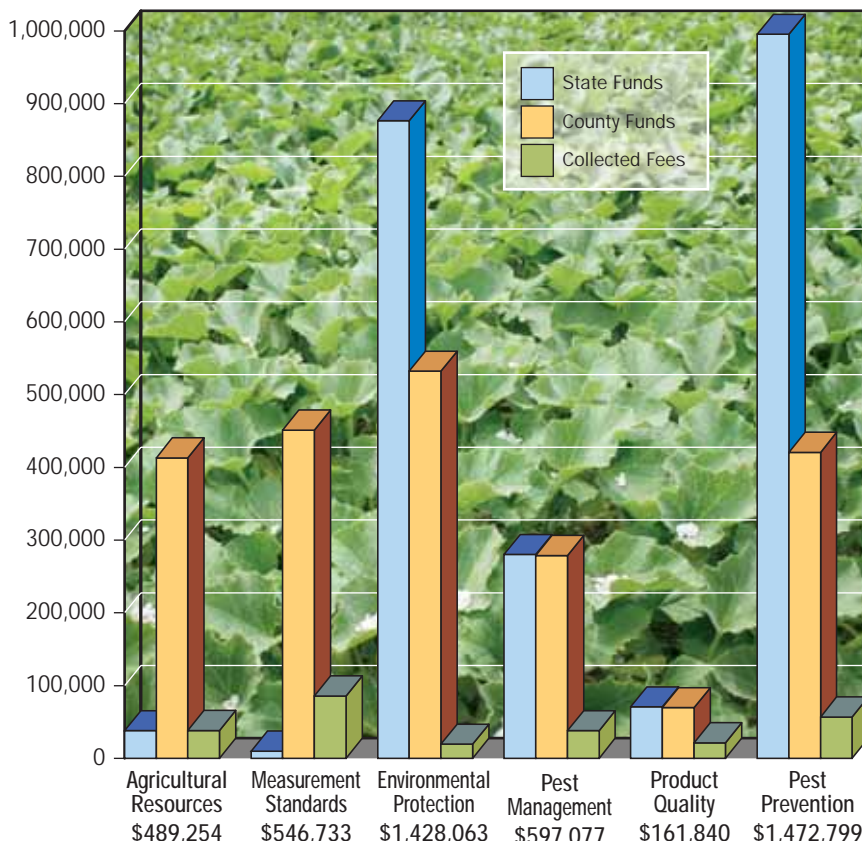 1,000,000
900,000
800,000
700,000
600,000
500,000
400,000
300,000
200,000
100,000
0
State Funds
County Funds
Collected Fees
Agricultural
Resources
$489,254
Measurement
Standards
$546,733
Environmental
Protection
$1,428,063
Pest
Management
$597,077
Product
Quality
$161,840
Pest
Prevention
$1,472,799